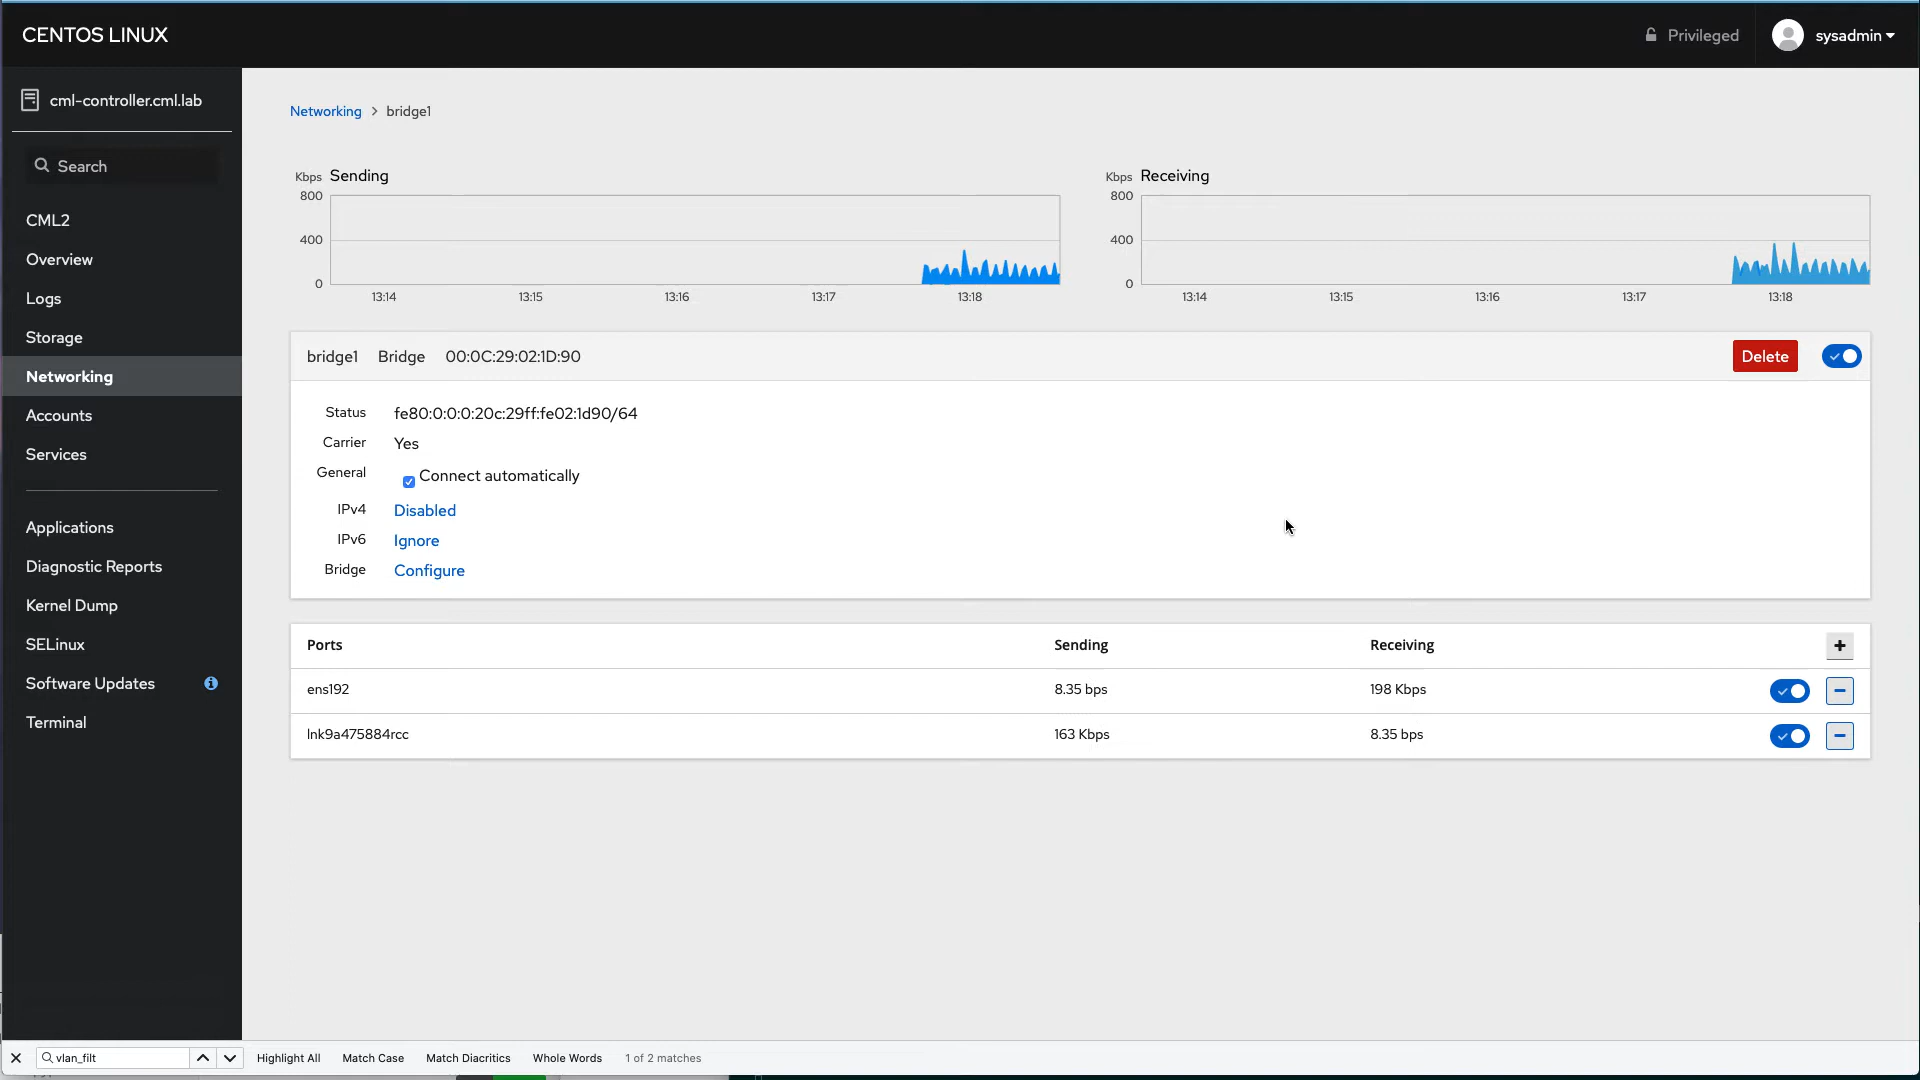 CENTOS LINUX
Privileged
sysadmin
cml-controller.cml.lab
Search
CML2
Overview
Logs
Storage
Networking
Accounts
Services
Applications
Diagnostic Reports
Kernel Dump
SELinux
Software Updates
Terminal
Networking > bridge1
Kbps Sending
800
400
0
13:14 13:15 13:16 13:17 13:18
Kbps Receiving
800
400
0
13:14 13:15 13:16 13:17 13:18
bridge1 Bridge 00:0C:29:02:1D:90 Delete
Status fe80:0:0:0:20c:29ff:fe02:1d90/64
Carrier Yes
General Connect automatically
IPv4 Disabled
IPv6 Ignore
Bridge Configure
Ports Sending Receiving +
ens192 8.35 bps 198 Kbps
lnk9a475884rcc 163 Kbps 8.35 bps
vlan_filt Highlight All Match Case Match Diacritics Whole Words 1 of 2 matches